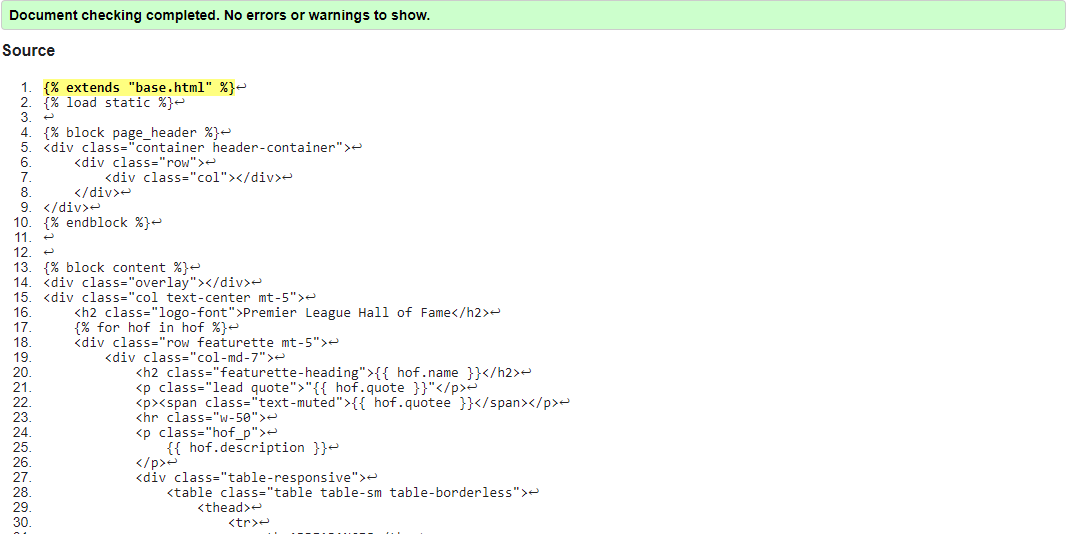 Document checking completed. No errors or warnings to show.
Source
1. {% extends "base.html" %}↩
2. {% load static %}↩
3. ↩
4. {% block page_header %}↩
5. <div class="container header-container">↩
6. <div class="row">↩
7. <div class="col"></div>↩
8. </div>↩
9. </div>↩
10. {% endblock %}↩
11. ↩
12. ↩
13. {% block content %}↩
14. <div class="overlay"></div>↩
15. <div class="col text-center mt-5">↩
16. <h2 class="logo-font">Premier League Hall of Fame</h2>↩
17. {% for hof in hof %}↩
18. <div class="row featurette mt-5">↩
19. <div class="col-md-7">↩
20. <h2 class="featurette-heading">{{ hof.name }}</h2>↩
21. <p class="lead quote">"{{ hof.quote }}"</p>↩
22. <p><span class="text-muted">{{ hof.quotee }}</span></p>↩
23. <hr class="w-50">↩
24. <p class="hof_p">↩
25. {{ hof.description }}↩
26. </p>↩
27. <div class="table-responsive">↩
28. <table class="table table-sm table-borderless">↩
29. <thead>↩
30. <tr>↩